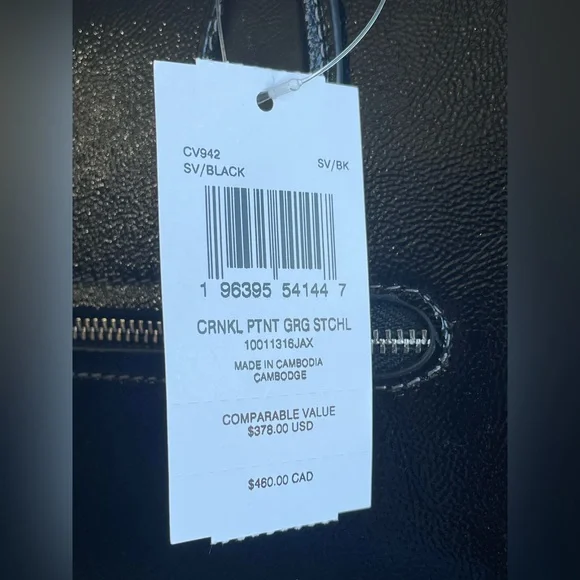 CV942
SV/BLACK SV/BK
1 96395 54144 7
CRNKL PTNT GRG STCHL
10011316JAX
MADE IN CAMBODIA
CAMBODGE
COMPARABLE VALUE
$378.00 USD
$460.00 CAD